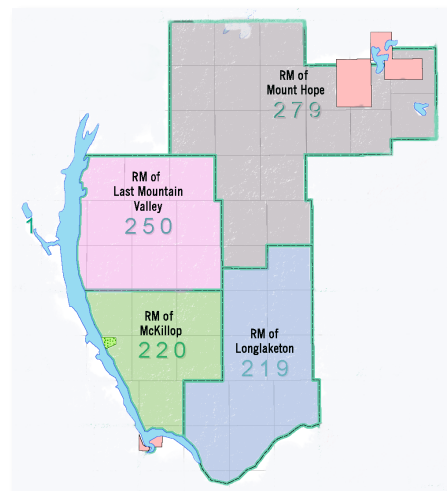 RM of
Mount Hope
279
RM of
Last Mountain
Valley
250
1
RM of
McKillop
220
RM of
Longlaketon
219